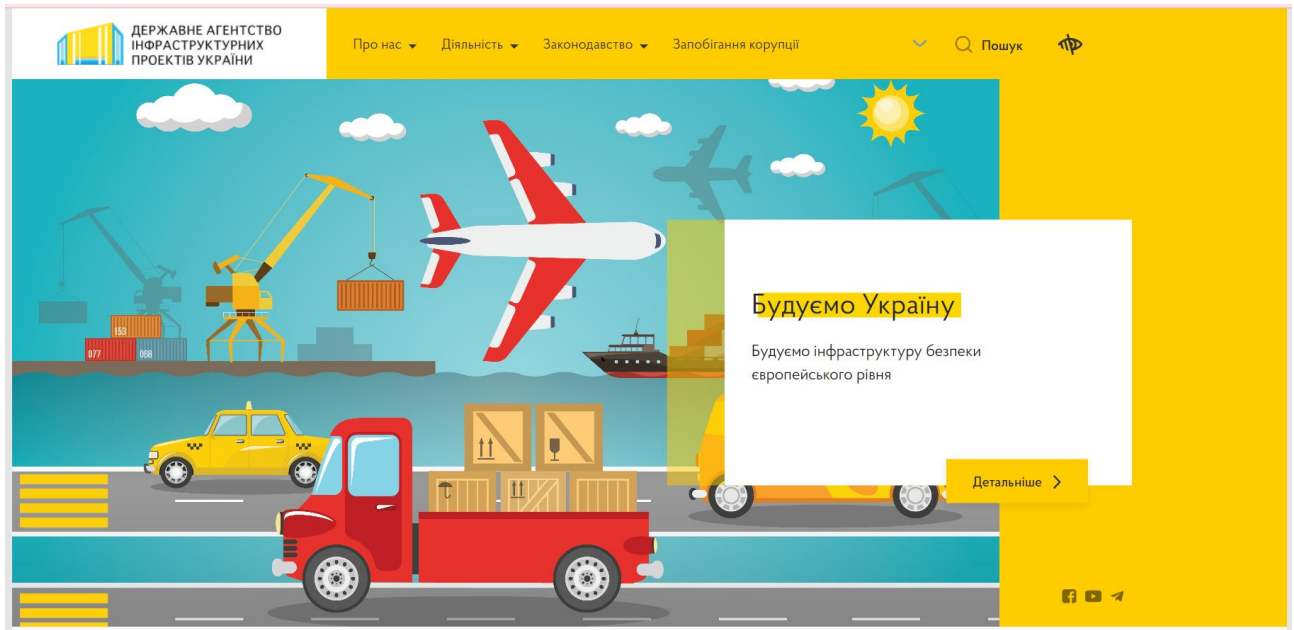 ДЕРЖАВНЕ АГЕНТСТВО
ІНФРАСТРУКТУРНИХ
ПРОЕКТІВ УКРАЇНИ
Про нас Діяльність Законодавство Запобігання корупції Пошук
Будуємо Україну
Будуємо інфраструктуру безпеки
європейського рівня
Детальніше
153
077 068